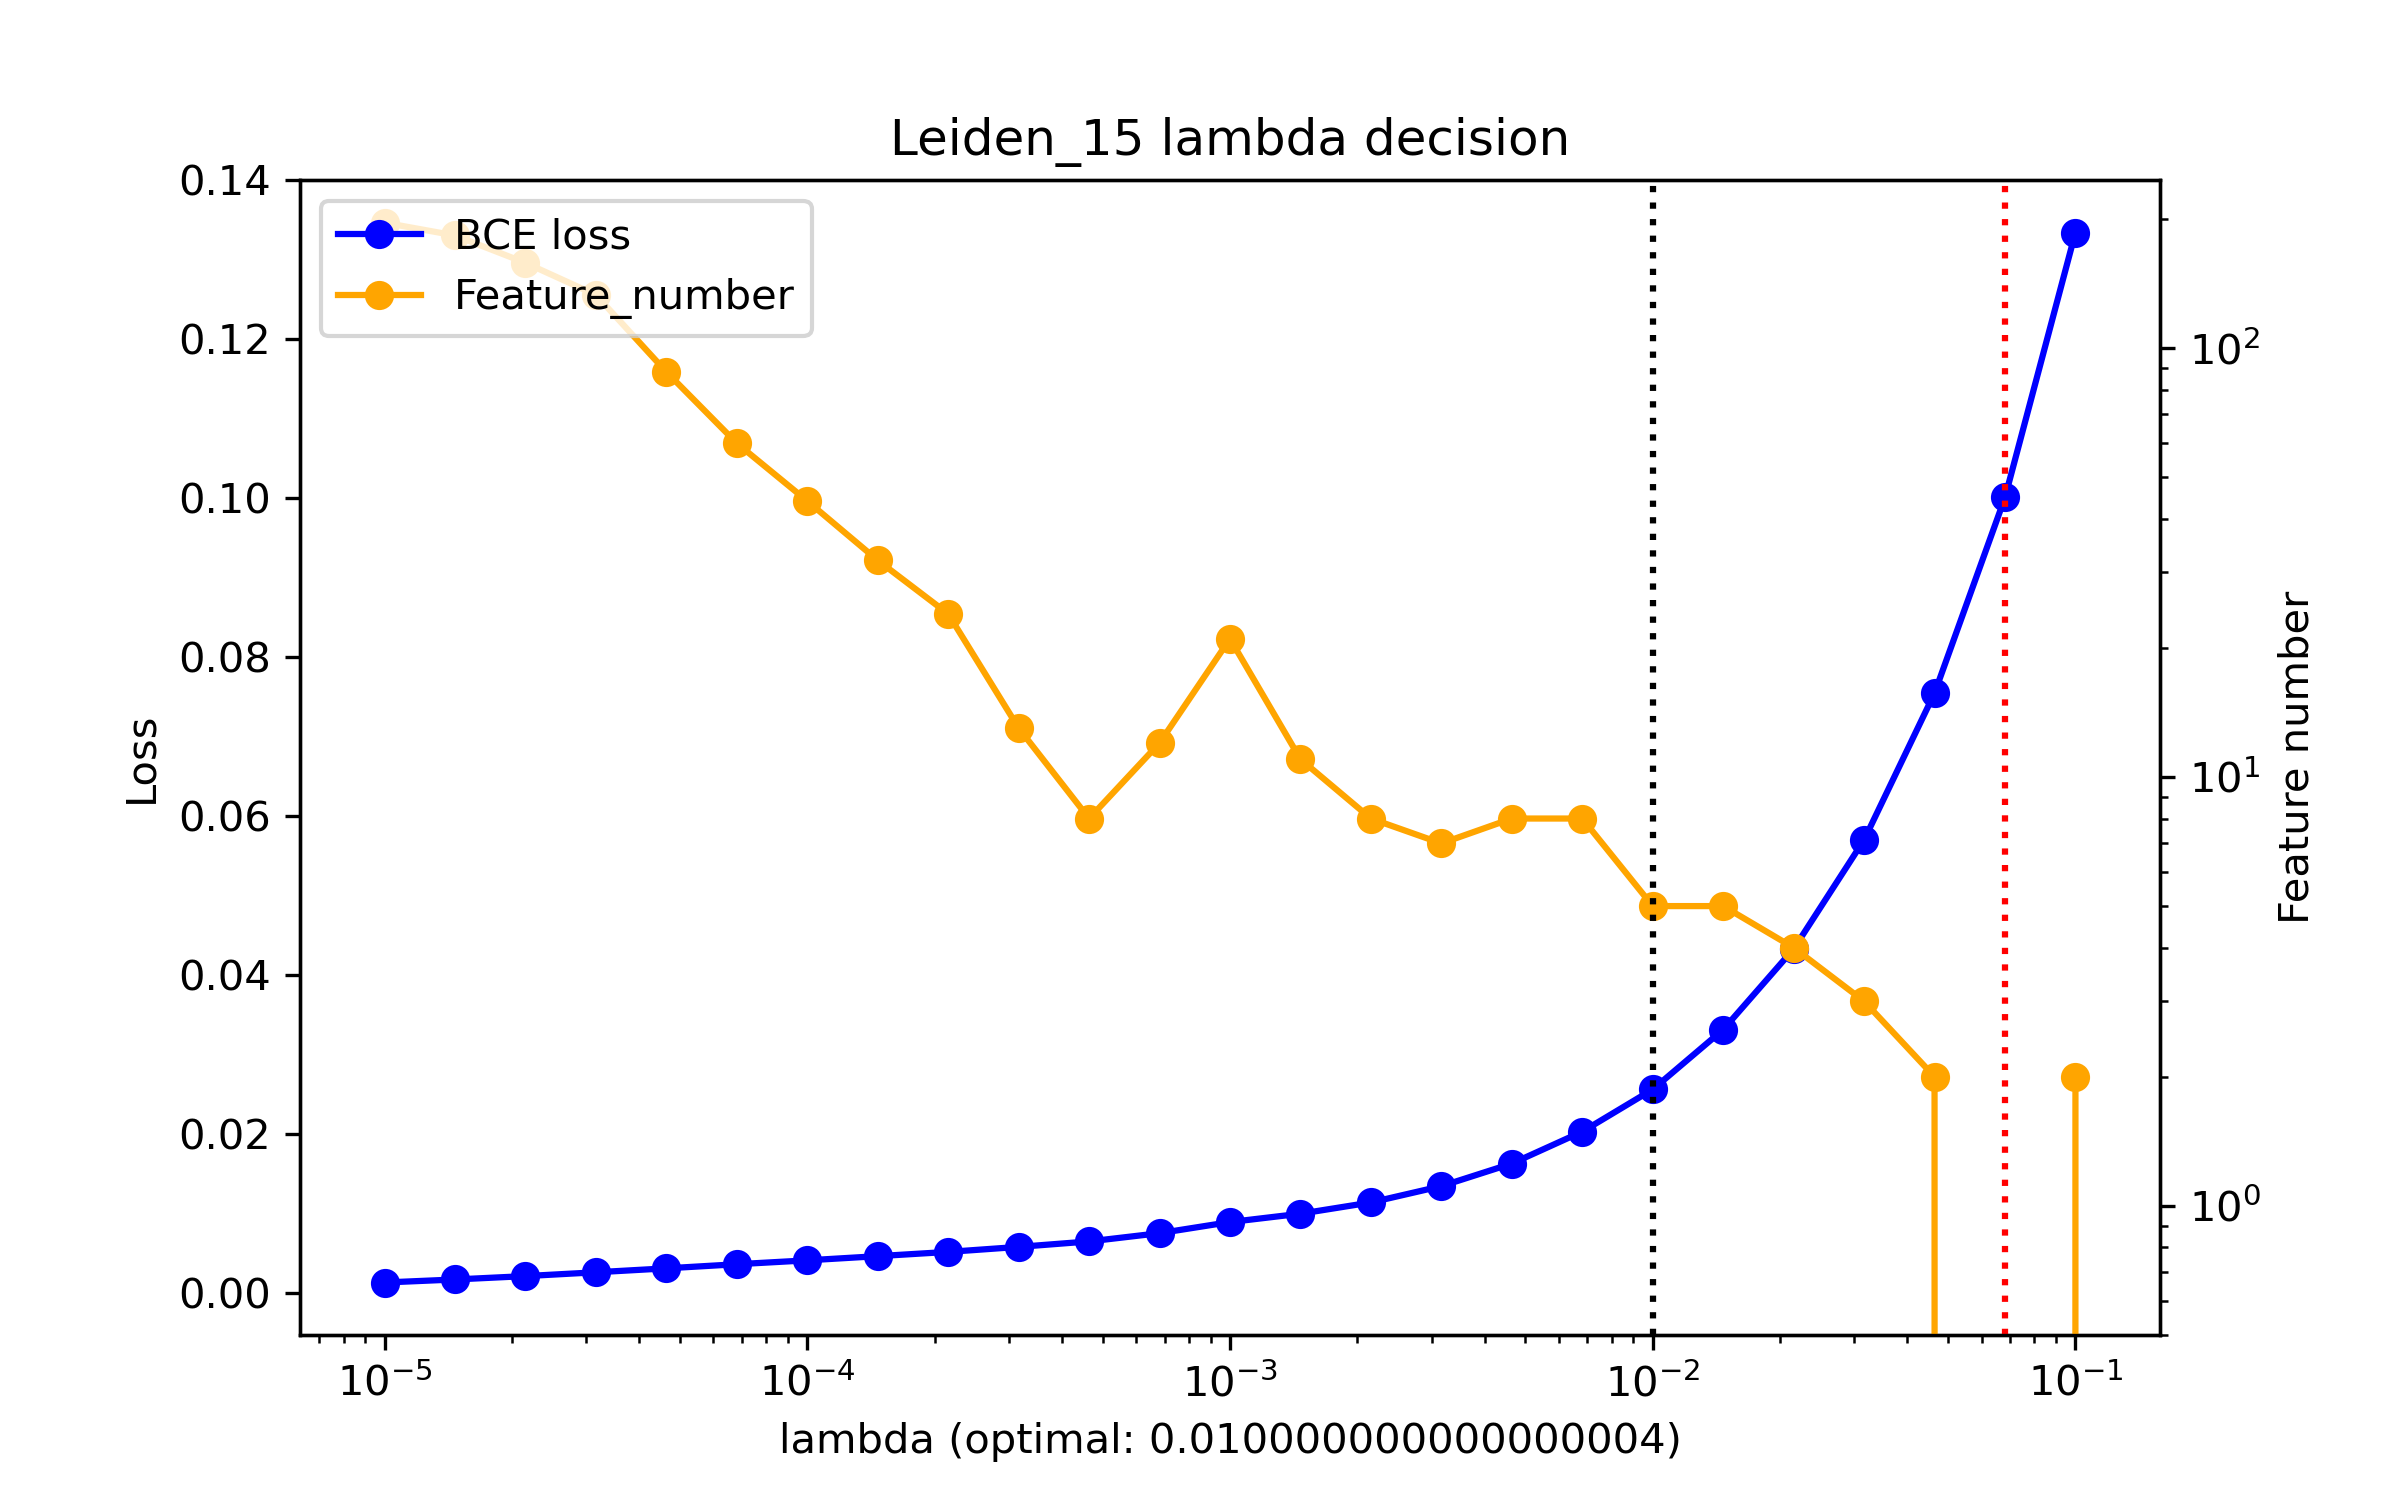 Leiden_15 lambda decision
BCE loss
Feature_number
0.14
0.12
0.10
0.08
0.06
0.04
0.02
0.00
Loss
10²
10¹
10⁰
Feature number
10⁻⁵
10⁻⁴
10⁻³
10⁻²
10⁻¹
lambda (optimal: 0.010000000000000004)